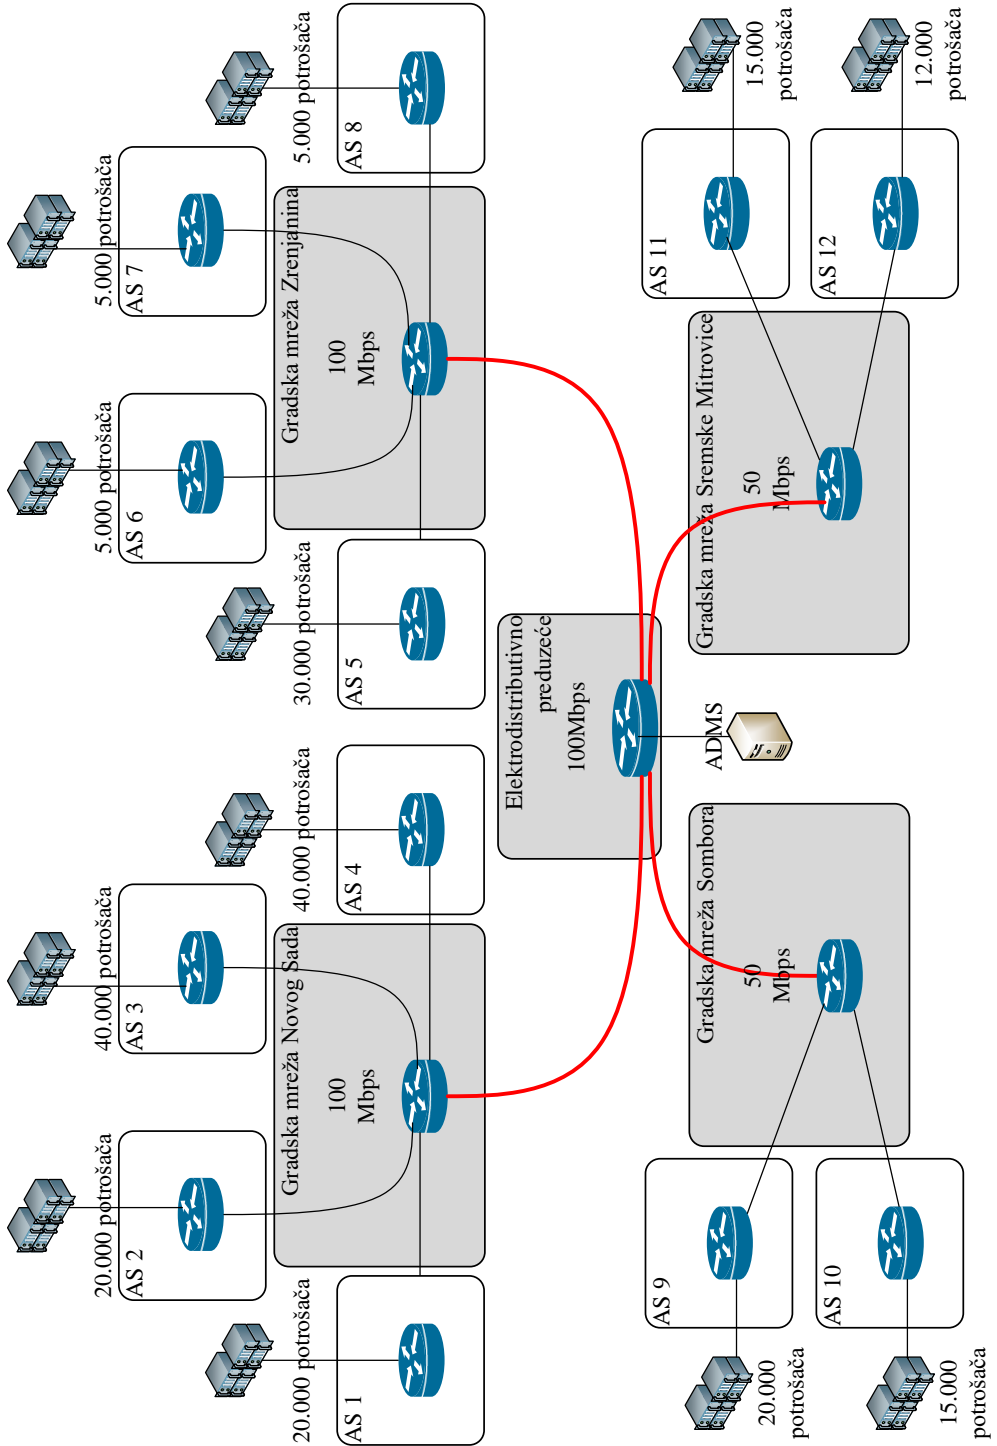 20.000 potrošača
AS 2
40.000 potrošača
AS 3
5.000 potrošača
AS 6
5.000 potrošača
AS 7
20.000 potrošača
AS 1
Gradska mreža Novog Sada
100
Mbps
40.000 potrošača
AS 4
30.000 potrošača
AS 5
Gradska mreža Zrenjanina
100
Mbps
5.000 potrošača
AS 8
Elektrodistributivno
preduzeće
100Mbps
ADMS
AS 9
20.000
potrošača
AS 10
15.000
potrošača
Gradska mreža Sombora
50
Mbps
Gradska mreža Sremske Mitrovice
50
Mbps
AS 11
15.000
potrošača
AS 12
12.000
potrošača